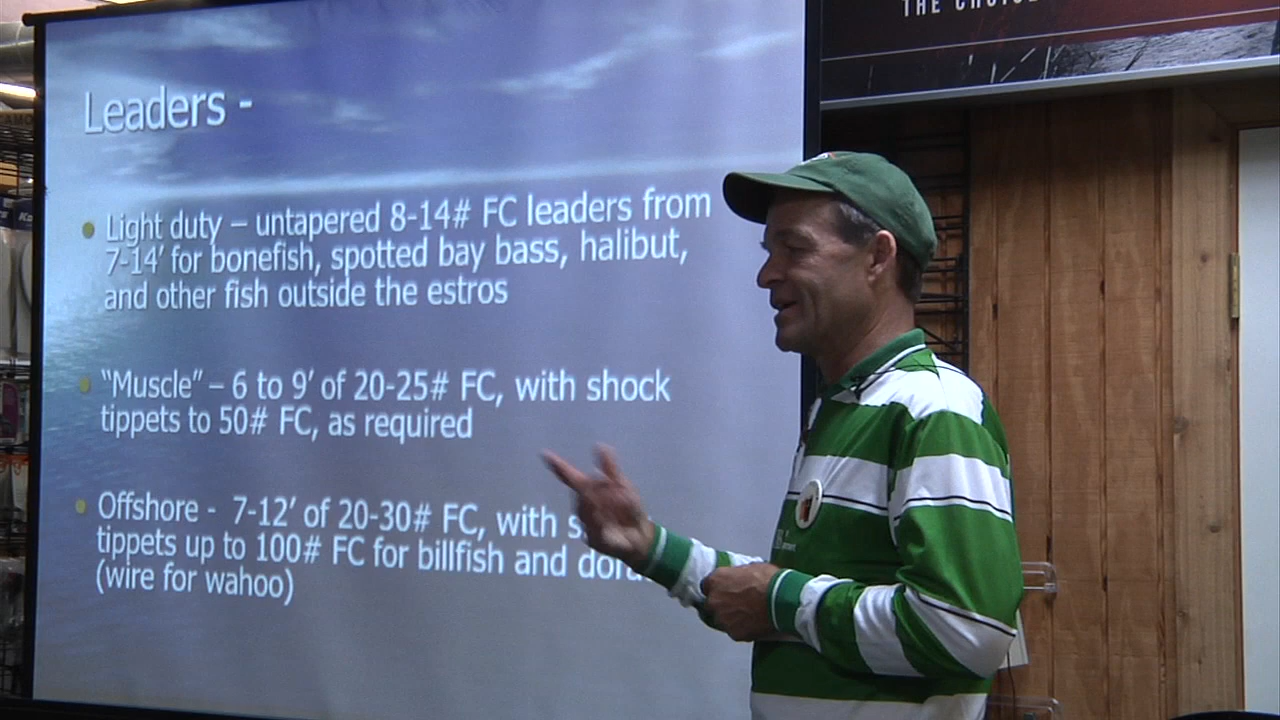 THE CHOICE
Leaders -
Light duty – untapered 8-14# FC leaders from
7-14' for bonefish, spotted bay bass, halibut,
and other fish outside the estros
“Muscle” – 6 to 9' of 20-25# FC, with shock
tippets to 50# FC, as required
Offshore - 7-12' of 20-30# FC, with
tippets up to 100# FC for billfish and
(wire for wahoo)